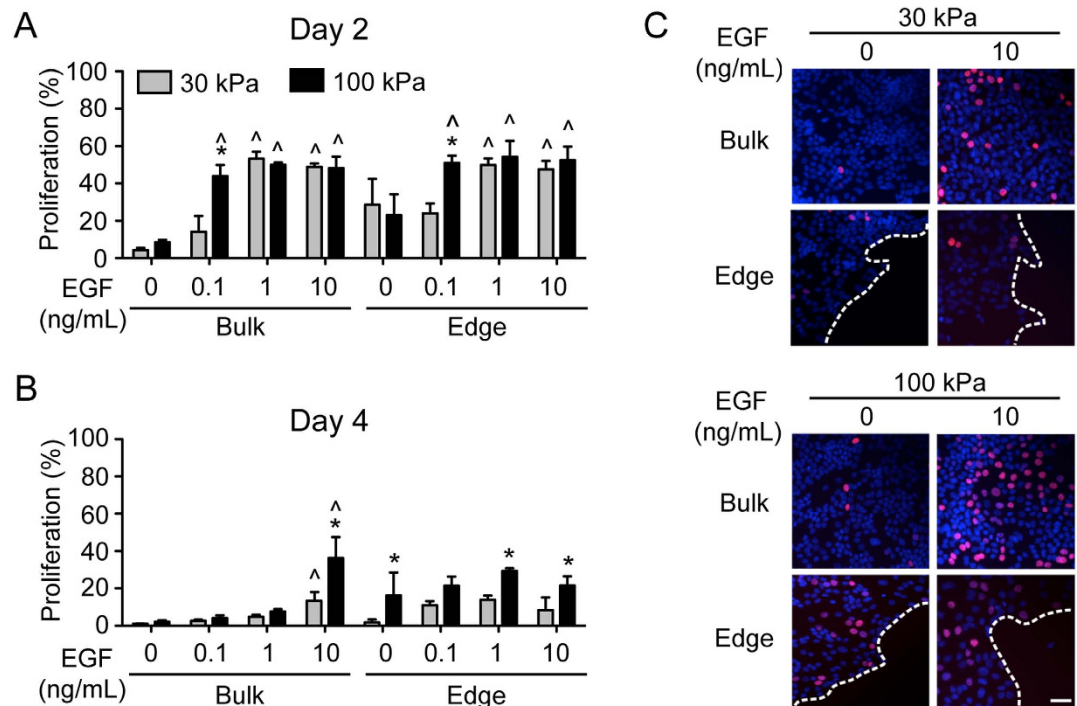 A
Day 2
Proliferation (%)
100
80
60
40
20
0
30 kPa 100 kPa
^ * ^ ^ ^ ^ ^ * ^ ^ ^ ^
EGF (ng/mL)
0 0.1 1 10 0 0.1 1 10
Bulk Edge
B
Day 4
Proliferation (%)
100
80
60
40
20
0
^ ^ * * * *
EGF (ng/mL)
0 0.1 1 10 0 0.1 1 10
Bulk Edge
C
30 kPa
EGF (ng/mL)
0 10
Bulk
Edge
100 kPa
EGF (ng/mL)
0 10
Bulk
Edge